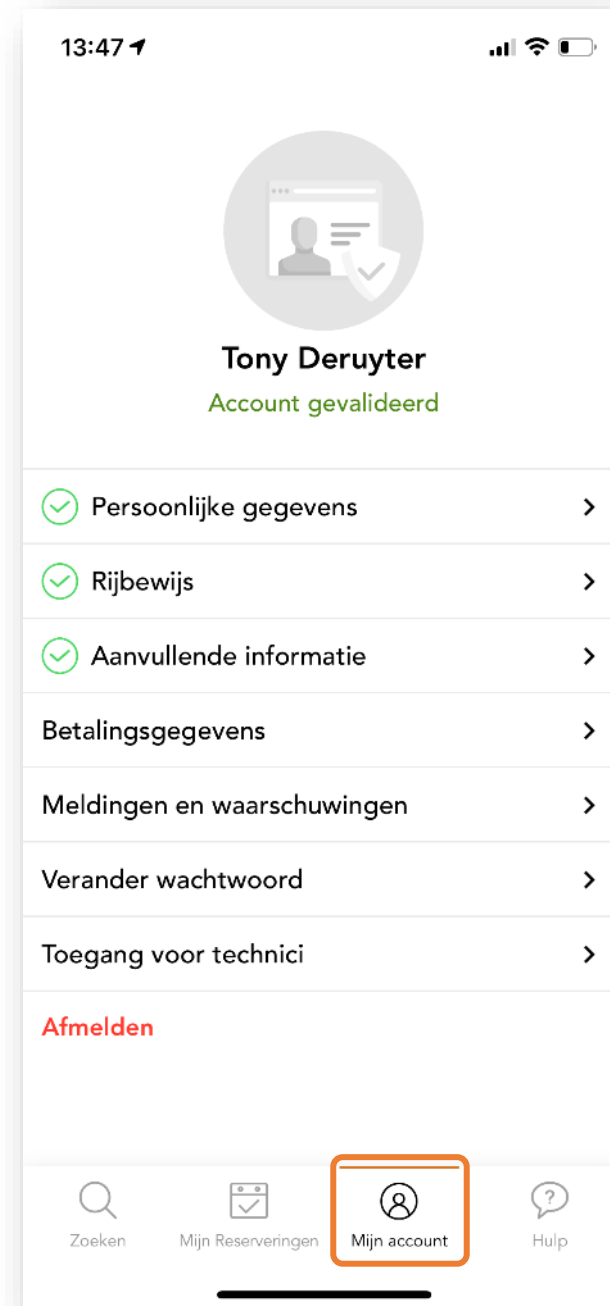 13:47
Tony Deruyter
Account gevalideerd
Persoonlijke gegevens
Rijbewijs
Aanvullende informatie
Betalingsgegevens
Meldingen en waarschuwingen
Verander wachtwoord
Toegang voor technici
Afmelden
Zoeken Mijn Reserveringen Mijn account Hulp